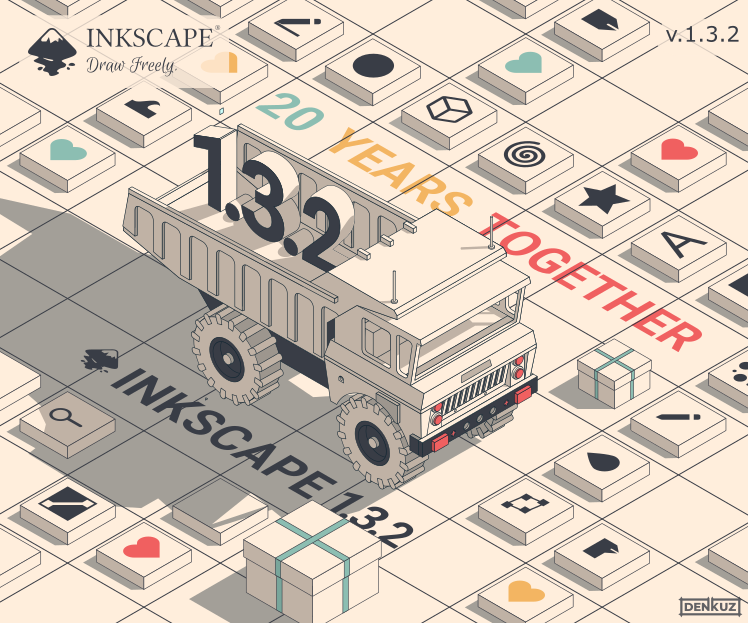 INKSCAPE®
Draw Freely.
v.1.3.2
20 YEARS TOGETHER
1.3.2
A
INKSCAPE 1.3.2
DENKUZ